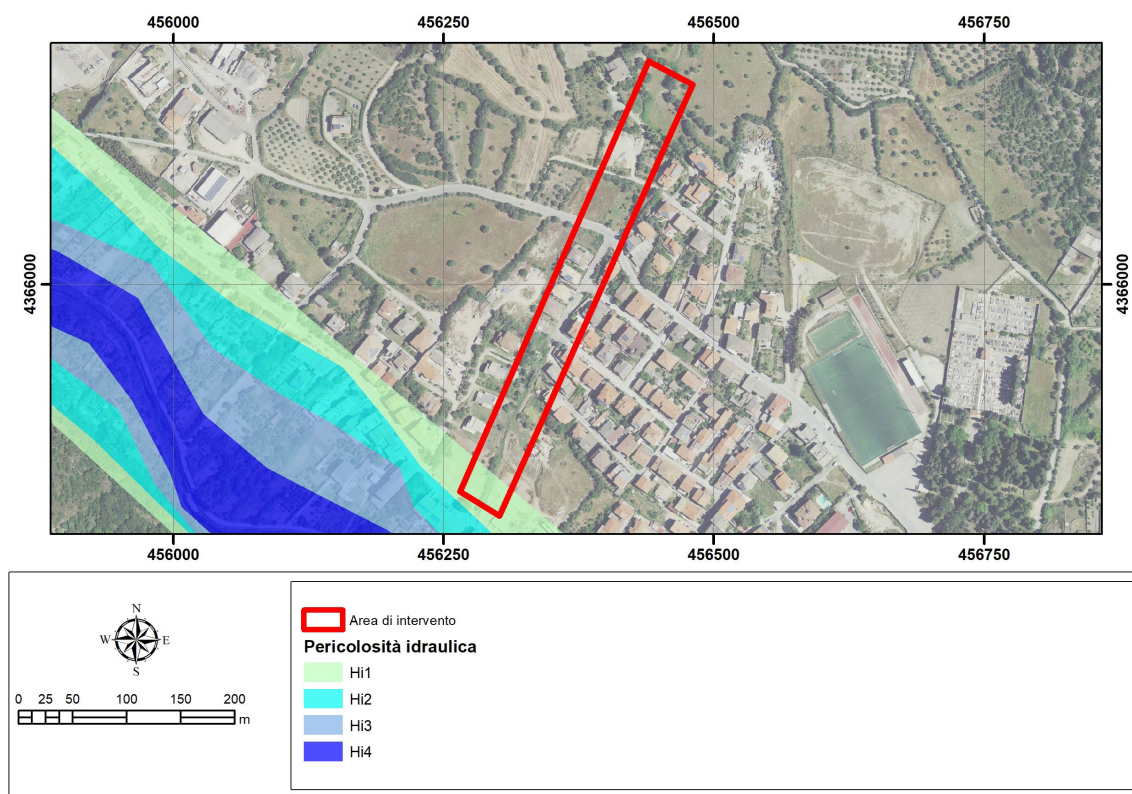 456000 456250 456500 456750
4366000 4366000
456000 456250 456500 456750
N
W E
S
0 25 50 100 150 200
m
Area di intervento
Pericolosità idraulica
Hi1
Hi2
Hi3
Hi4